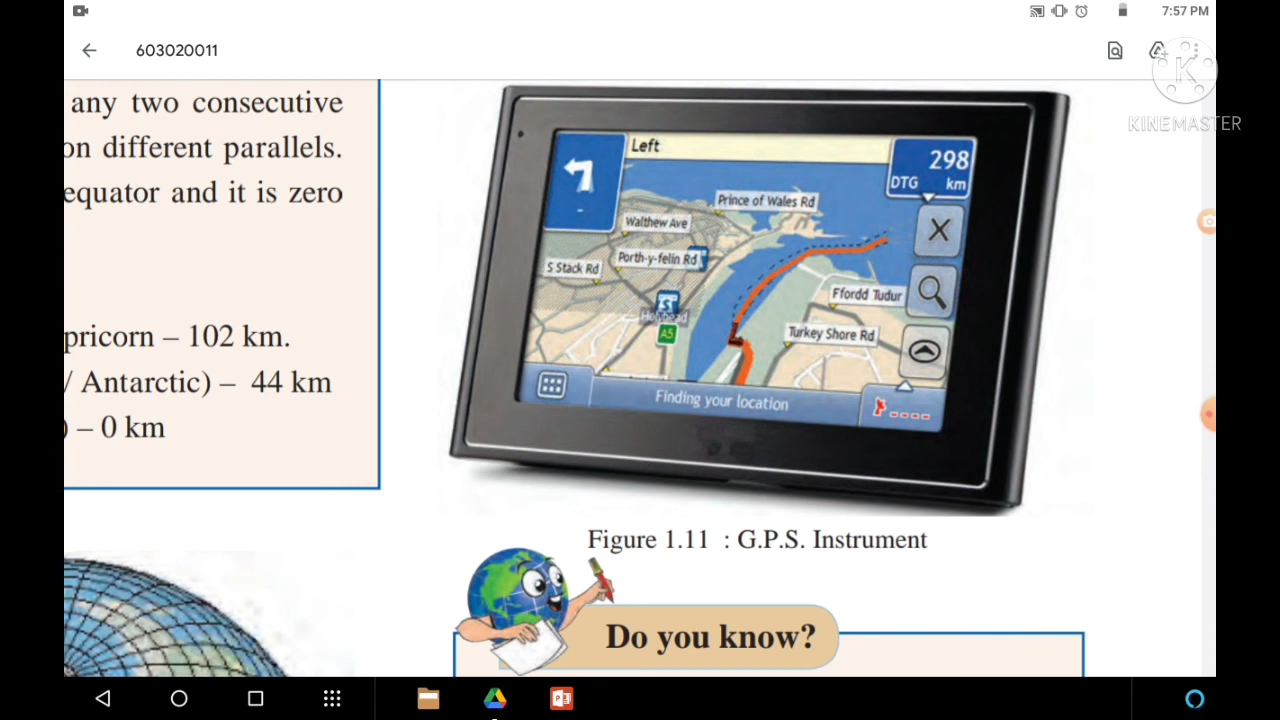 7:57 PM
603020011
KINEMASTER
any two consecutive
on different parallels.
equator and it is zero
pricorn – 102 km.
/ Antarctic) – 44 km
) – 0 km
Left
298
DTG km
Prince of Wales Rd
Walthew Ave
Porth-y-felin Rd
S Stack Rd
Holyhead
A5
Ffordd Tudur
Turkey Shore Rd
Finding your location
Figure 1.11 : G.P.S. Instrument
Do you know?